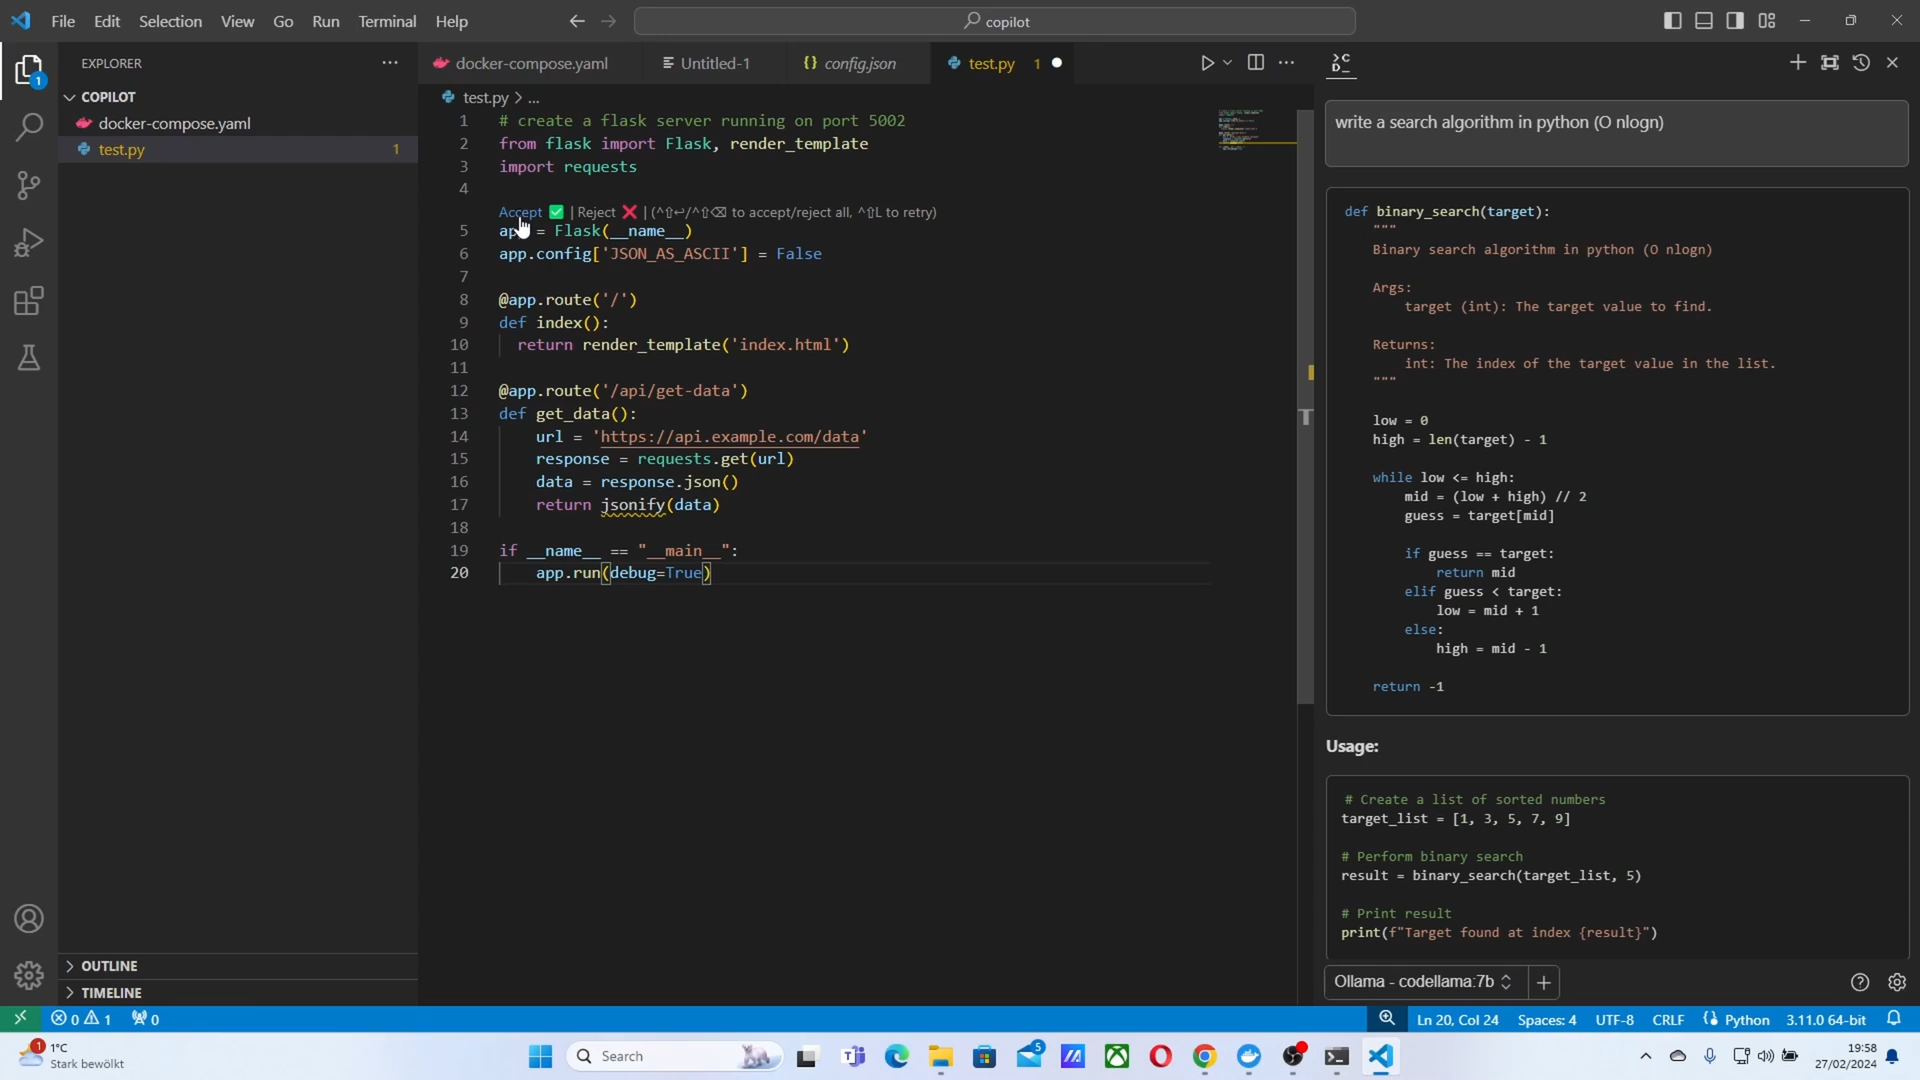 File Edit Selection View Go Run Terminal Help
copilot
EXPLORER
COPILOT
docker-compose.yaml
test.py 1
OUTLINE
TIMELINE
docker-compose.yaml Untitled-1 config.json test.py 1
test.py > ...
1 # create a flask server running on port 5002
2 from flask import Flask, render_template
3 import requests
4
Accept ✅ | Reject ❌ | (^⇧⏎/^⇧⌫ to accept/reject all, ^⇧L to retry)
5 app = Flask(__name__)
6 app.config['JSON_AS_ASCII'] = False
7
8 @app.route('/')
9 def index():
10 return render_template('index.html')
11
12 @app.route('/api/get-data')
13 def get_data():
14 url = 'https://api.example.com/data'
15 response = requests.get(url)
16 data = response.json()
17 return jsonify(data)
18
19 if __name__ == "__main__":
20 app.run(debug=True)
write a search algorithm in python (O nlogn)
def binary_search(target):
"""
Binary search algorithm in python (O nlogn)
Args:
target (int): The target value to find.
Returns:
int: The index of the target value in the list.
"""
low = 0
high = len(target) - 1
while low <= high:
mid = (low + high) // 2
guess = target[mid]
if guess == target:
return mid
elif guess < target:
low = mid + 1
else:
high = mid - 1
return -1
Usage:
# Create a list of sorted numbers
target_list = [1, 3, 5, 7, 9]
# Perform binary search
result = binary_search(target_list, 5)
# Print result
print(f"Target found at index {result}")
Ollama - codellama:7b
0 1 0
Ln 20, Col 24 Spaces: 4 UTF-8 CRLF Python 3.11.0 64-bit
1°C
Stark bewölkt
Search
19:58
27/02/2024